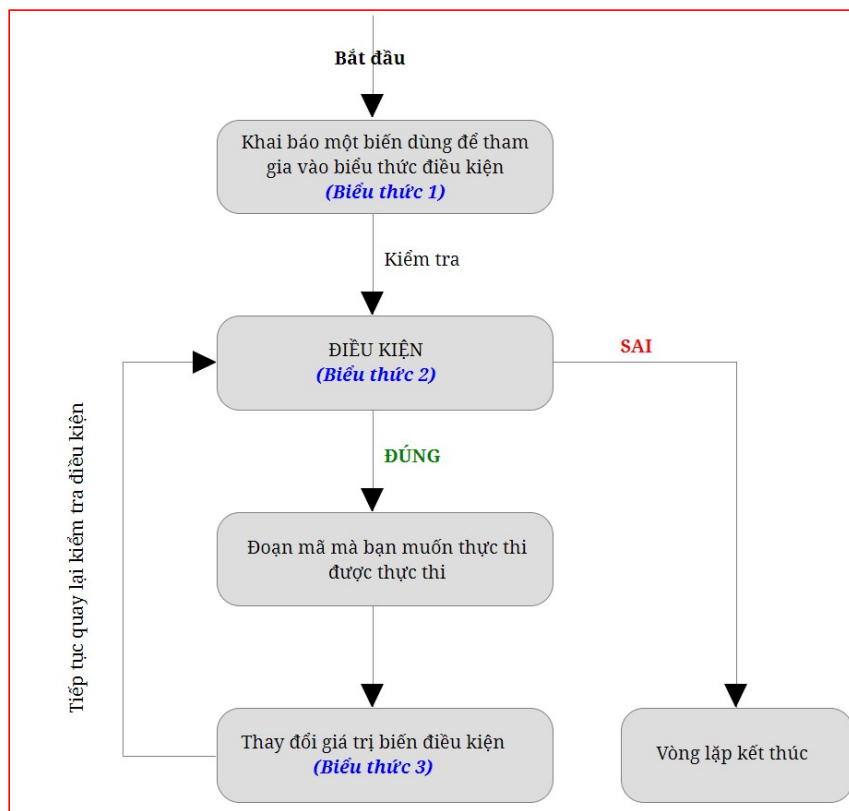 Bắt đầu
Khai báo một biến dùng để tham
gia vào biểu thức điều kiện
(Biểu thức 1)
Kiểm tra
ĐIỀU KIỆN
(Biểu thức 2)
SAI
ĐÚNG
Tiếp tục quay lại kiểm tra điều kiện
Đoạn mã mà bạn muốn thực thi
được thực thi
Thay đổi giá trị biến điều kiện
(Biểu thức 3)
Vòng lặp kết thúc